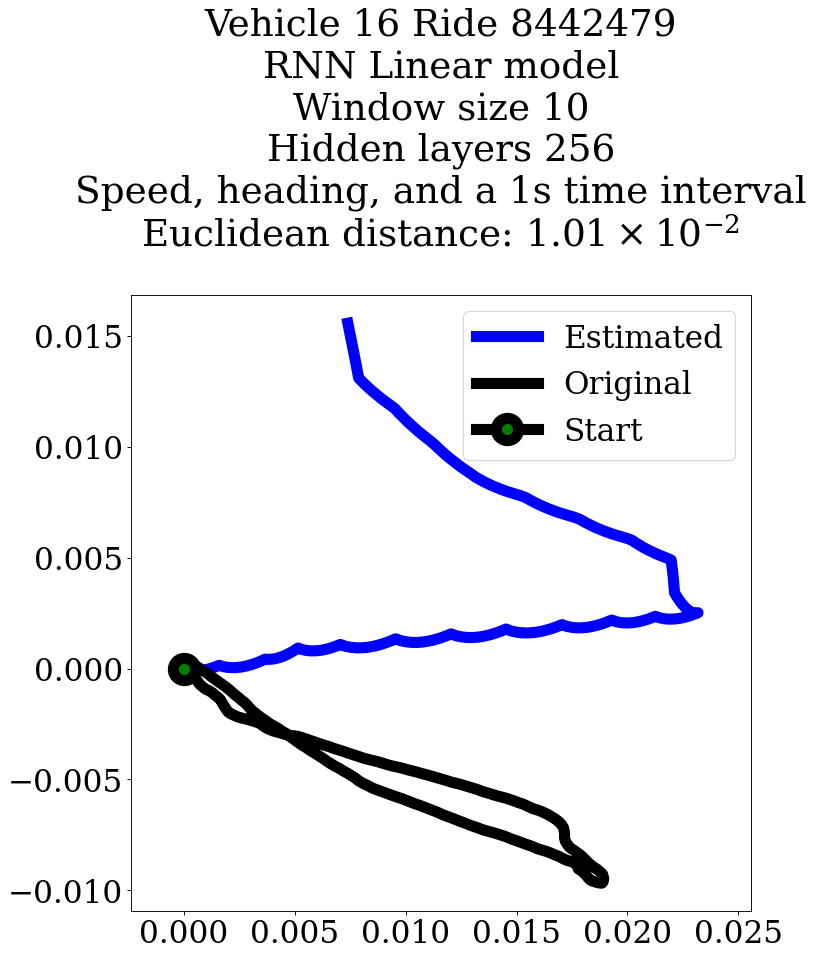 Vehicle 16 Ride 8442479
RNN Linear model
Window size 10
Hidden layers 256
Speed, heading, and a 1s time interval
Euclidean distance: 1.01 × 10⁻²
Estimated
Original
Start
0.015
0.010
0.005
0.000
−0.005
−0.010
0.000 0.005 0.010 0.015 0.020 0.025